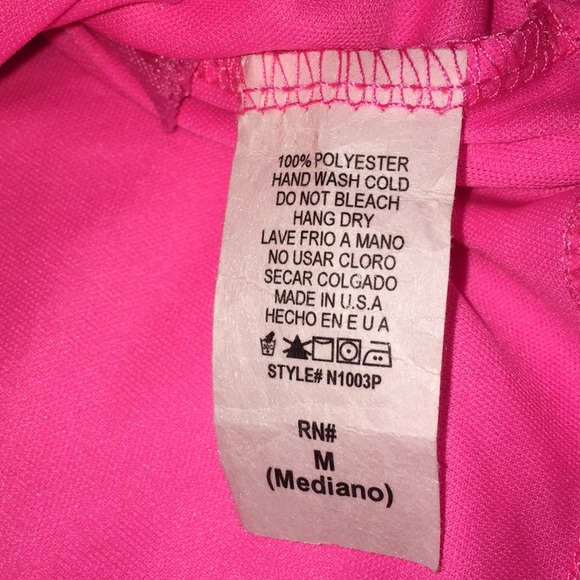 100% POLYESTER
HAND WASH COLD
DO NOT BLEACH
HANG DRY
LAVE FRIO A MANO
NO USAR CLORO
SECAR COLGADO
MADE IN U.S.A
HECHO EN E U A
STYLE# N1003P
RN#
M
(Mediano)